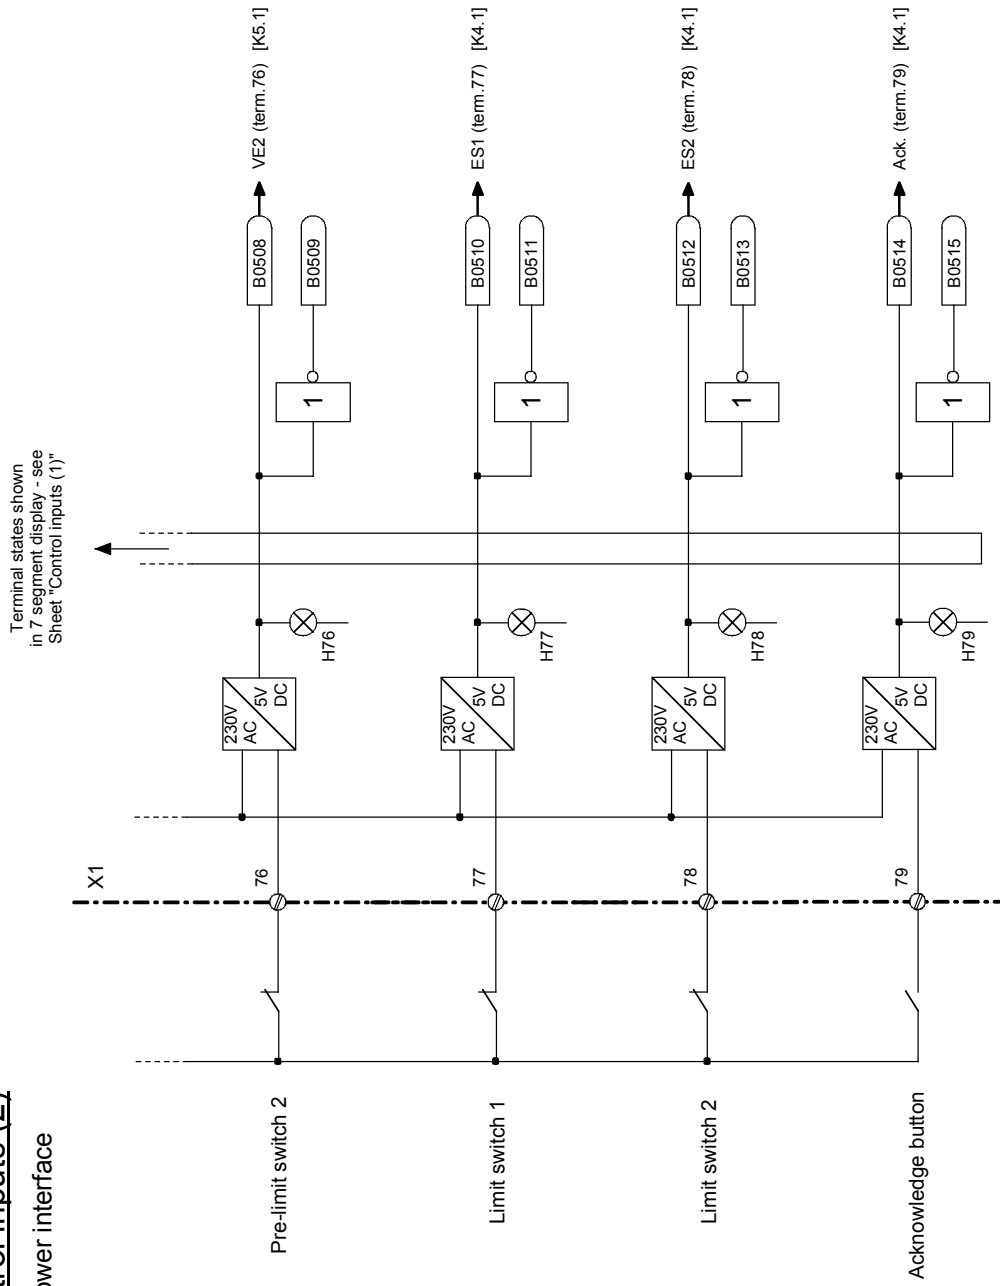 Power interface
Pre-limit switch 2
76
X1
230V
AC
5V
DC
H76
Terminal states shown
in 7 segment display - see
Sheet "Control inputs (1)"
1
B0508
B0509
VE2 (term.76) [K5.1]
Limit switch 1
77
230V
AC
5V
DC
H77
1
B0510
B0511
ES1 (term.77) [K4.1]
Limit switch 2
78
230V
AC
5V
DC
H78
1
B0512
B0513
ES2 (term.78) [K4.1]
Acknowledge button
79
230V
AC
5V
DC
H79
1
B0514
B0515
Ack. (term.79) [K4.1]